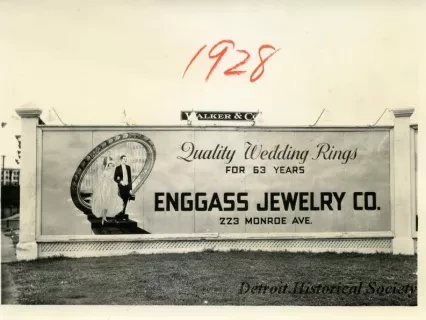 1928
WALKER & CO
Quality Wedding Rings
FOR 63 YEARS
ENGGASS JEWELRY CO.
223 MONROE AVE.
Detroit Historical Society